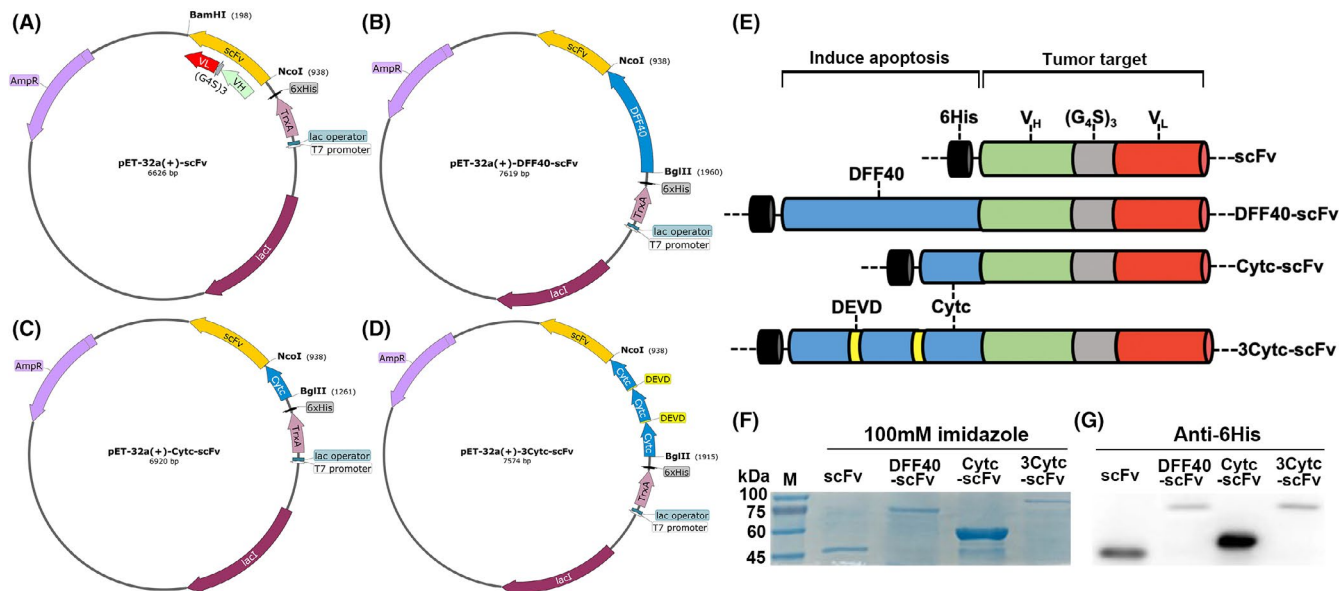 (A)
BamHI (198)
scFv
VL
(G4S)3
VH
NcoI (938)
6xHis
TrxA
lac operator
T7 promoter
AmpR
lacI
pET-32a(+)-scFv
6626 bp
(B)
scFv
NcoI (938)
DFF40
BglII (1960)
6xHis
TrxA
lac operator
T7 promoter
AmpR
lacI
pET-32a(+)-DFF40-scFv
7619 bp
(C)
scFv
NcoI (938)
Cytc
BglII (1261)
6xHis
TrxA
lac operator
T7 promoter
AmpR
lacI
pET-32a(+)-Cytc-scFv
6920 bp
(D)
scFv
NcoI (938)
Cytc
DEVD
Cytc
DEVD
Cytc
BglII (1915)
6xHis
TrxA
lac operator
T7 promoter
AmpR
lacI
pET-32a(+)-3Cytc-scFv
7574 bp
(E)
Induce apoptosis Tumor target
6His VH (G4S)3 VL
scFv
DFF40
DFF40-scFv
Cytc-scFv
DEVD Cytc
3Cytc-scFv
(F)
100mM imidazole
kDa M scFv DFF40 -scFv Cytc -scFv 3Cytc -scFv
100
75
60
45
(G)
Anti-6His
scFv DFF40 -scFv Cytc -scFv 3Cytc -scFv